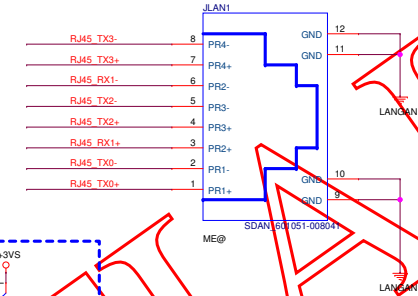 JLAN1
RJ45_TX3- 8 PR4- GND 12
RJ45_TX3+ 7 PR4+ GND 11
RJ45_RX1- 6 PR2-
RJ45_TX2- 5 PR3-
LANGAN
RJ45_TX2+ 4 PR3+
RJ45_RX1+ 3 PR2+
RJ45_TX0- 2 PR1- GND 10
RJ45_TX0+ 1 PR1+ GND 9
SDAN_601051-008041
ME@
+3VS
LANGAN